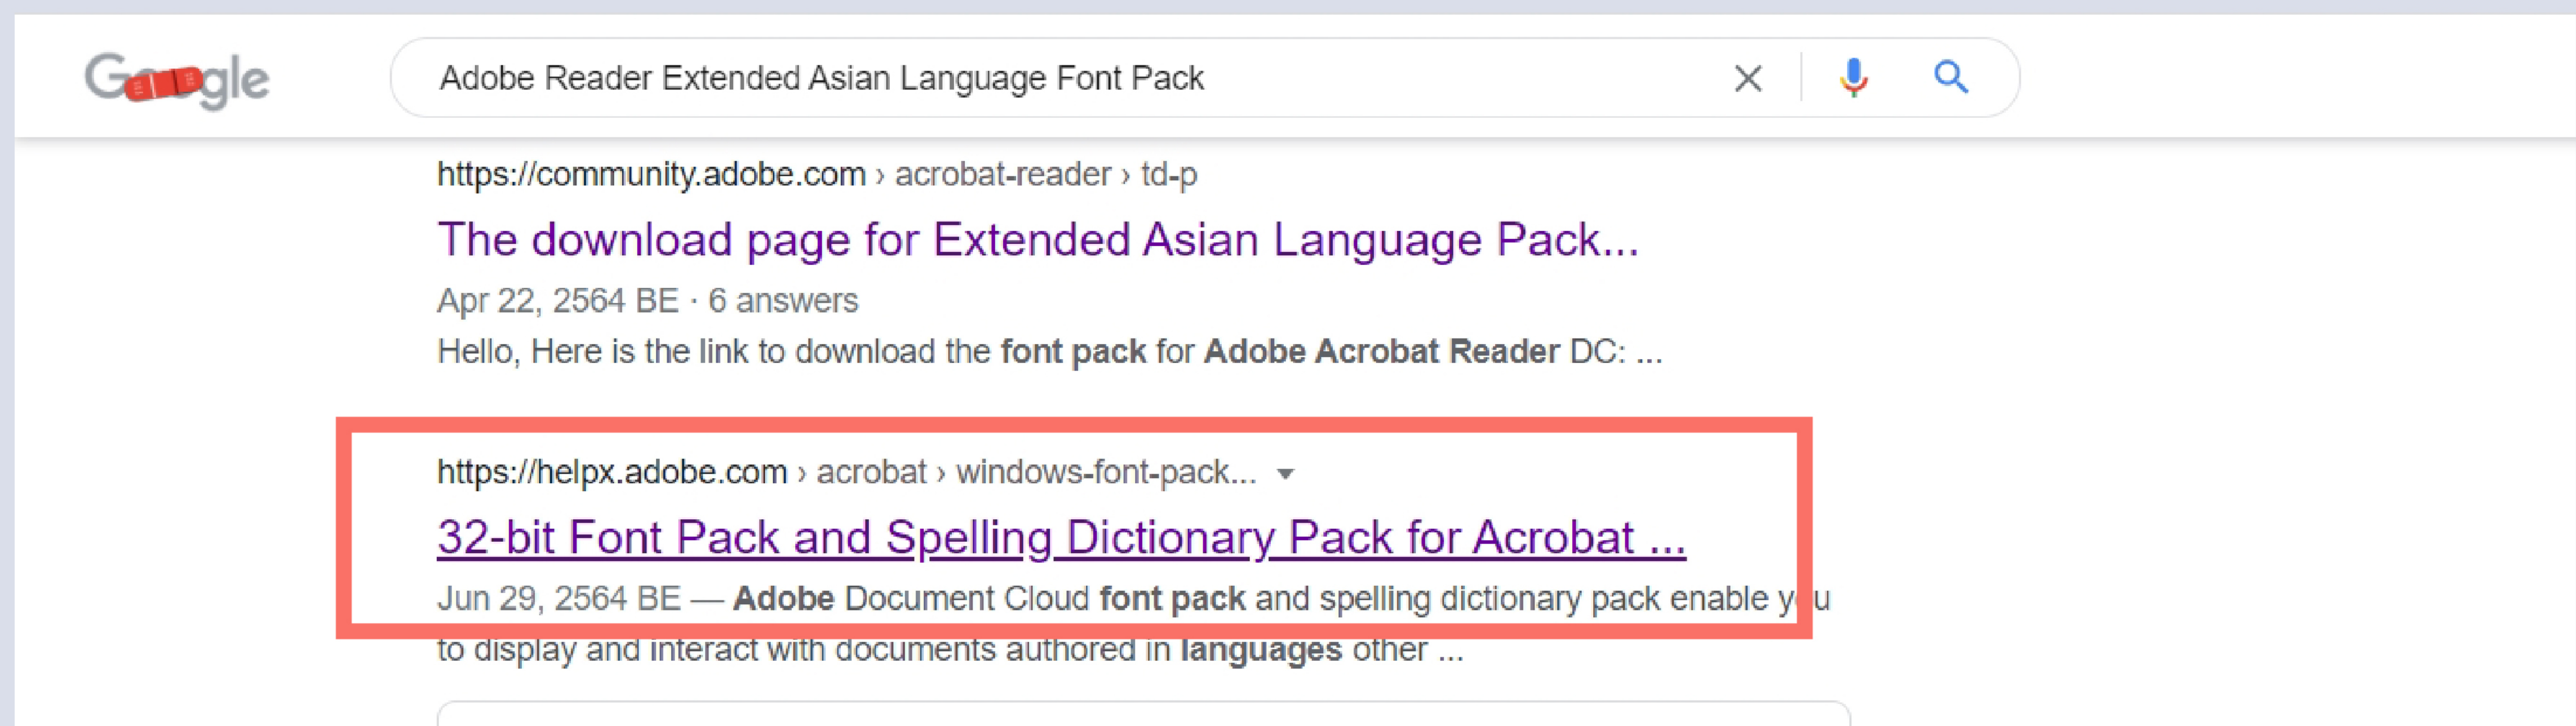 Google
Adobe Reader Extended Asian Language Font Pack
https://community.adobe.com › acrobat-reader › td-p
The download page for Extended Asian Language Pack...
Apr 22, 2564 BE · 6 answers
Hello, Here is the link to download the font pack for Adobe Acrobat Reader DC: ...
https://helpx.adobe.com › acrobat › windows-font-pack...
32-bit Font Pack and Spelling Dictionary Pack for Acrobat ...
Jun 29, 2564 BE — Adobe Document Cloud font pack and spelling dictionary pack enable you
to display and interact with documents authored in languages other ...